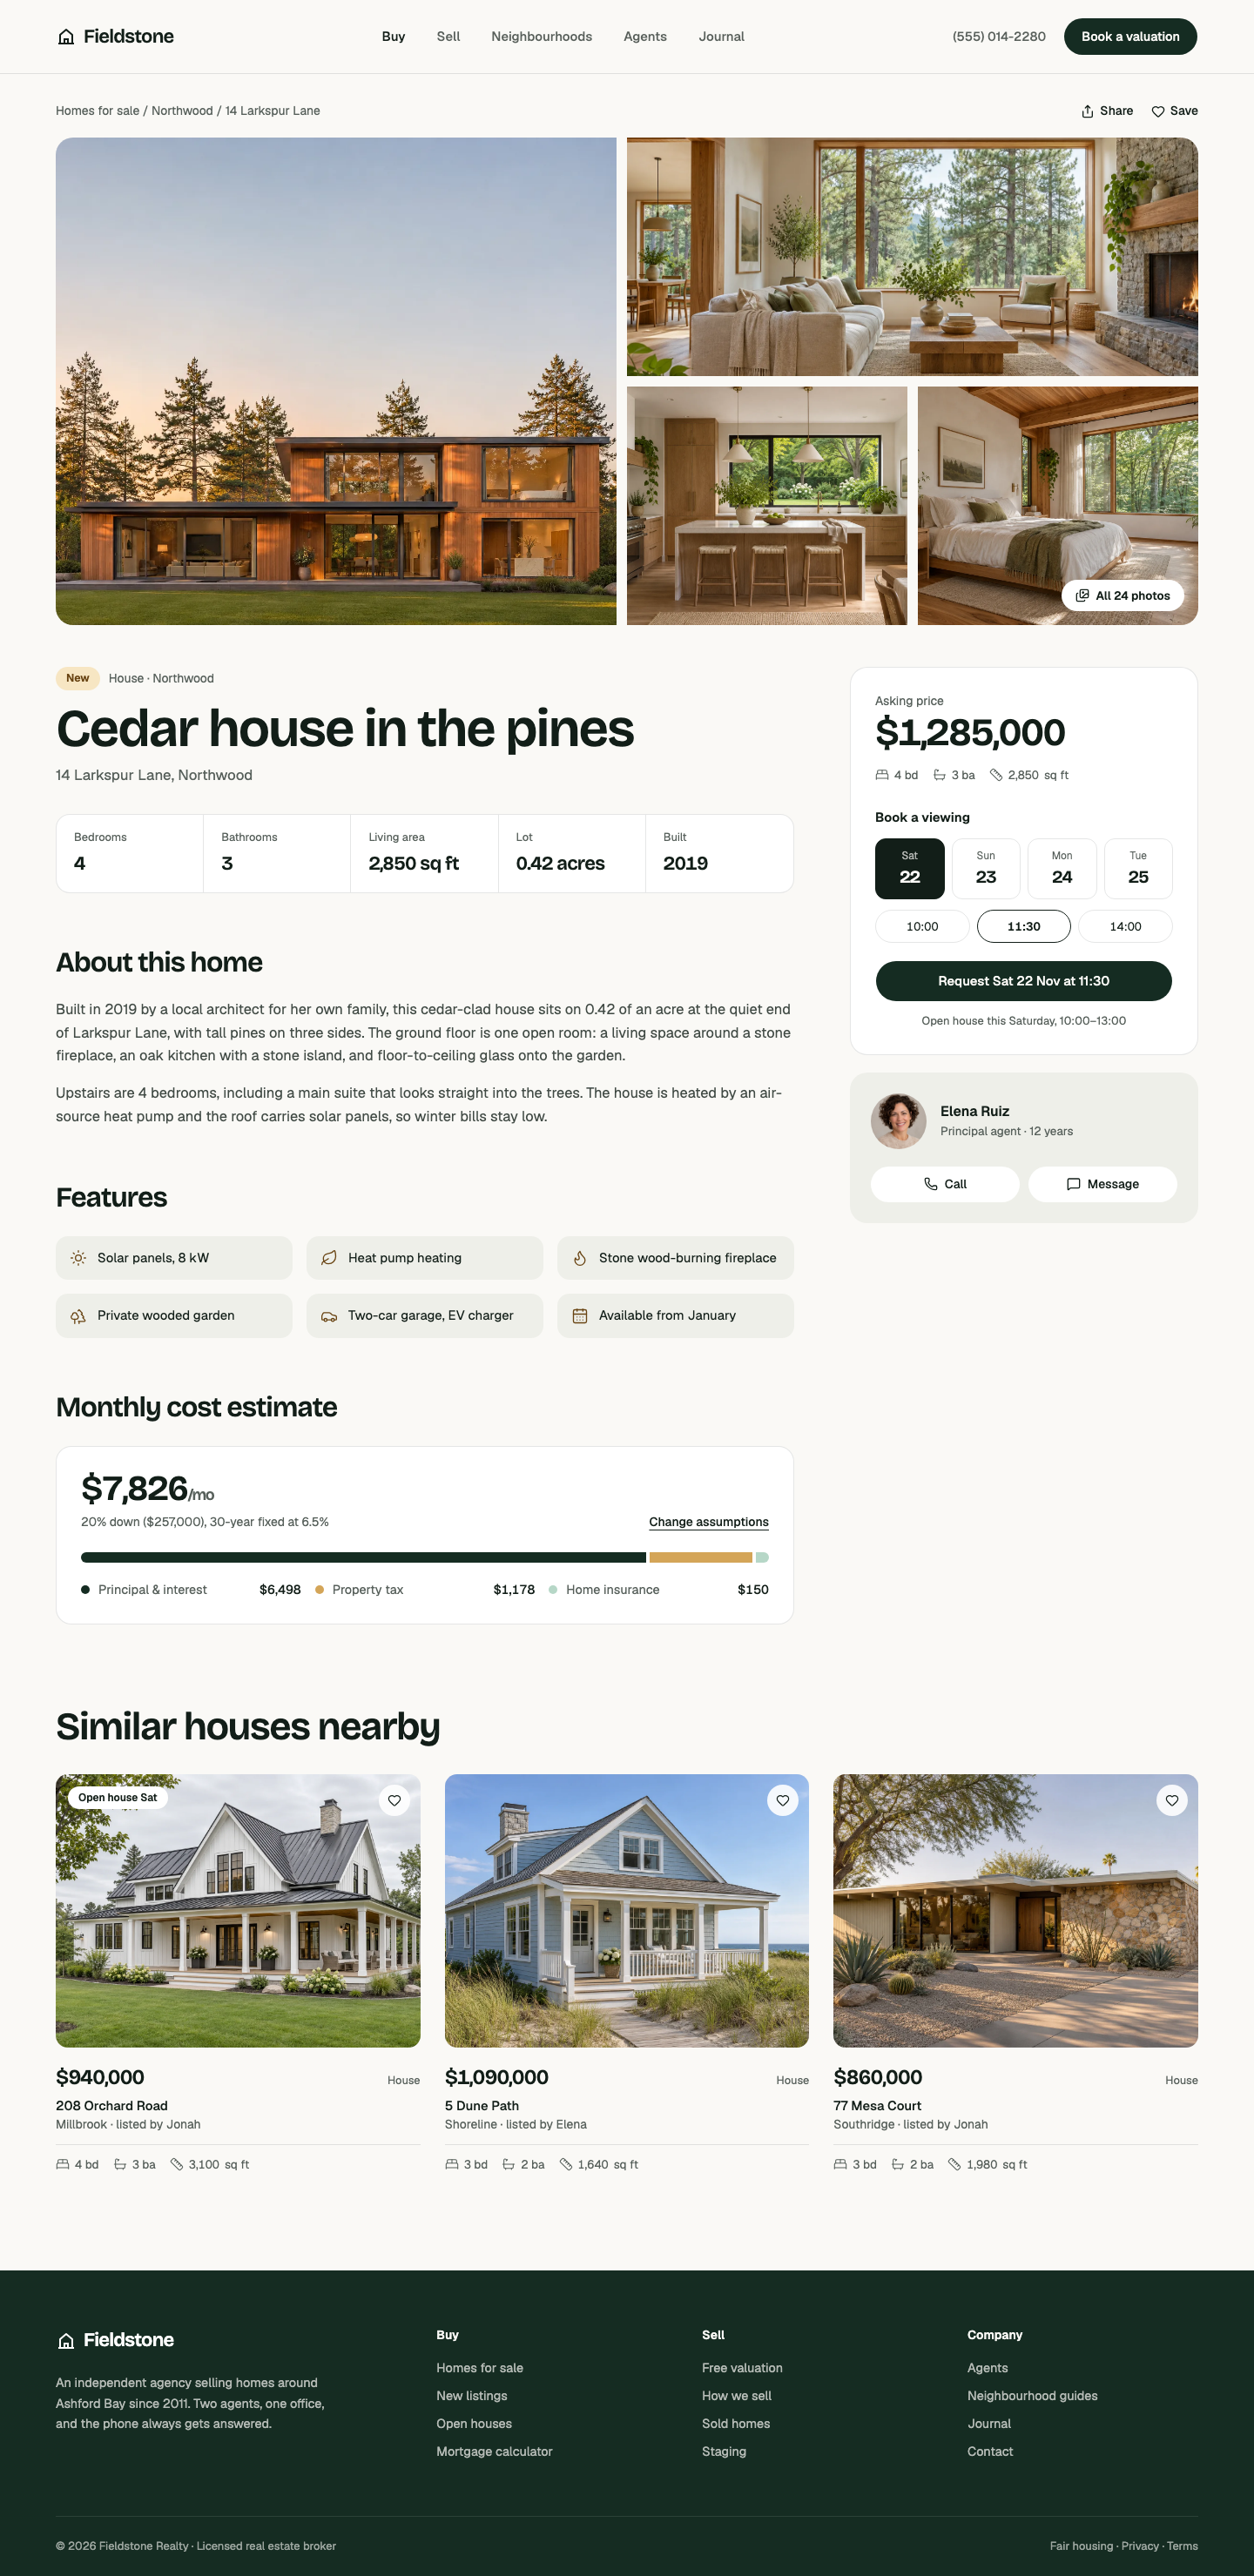 Fieldstone
Buy
Sell
Neighbourhoods
Agents
Journal
(555) 014-2280
Book a valuation
Homes for sale / Northwood / 14 Larkspur Lane
Share
Save
All 24 photos
New
House · Northwood
Cedar house in the pines
14 Larkspur Lane, Northwood
Bedrooms
4
Bathrooms
3
Living area
2,850 sq ft
Lot
0.42 acres
Built
2019
About this home
Built in 2019 by a local architect for her own family, this cedar-clad house sits on 0.42 of an acre at the quiet end
of Larkspur Lane, with tall pines on three sides. The ground floor is one open room: a living space around a stone
fireplace, an oak kitchen with a stone island, and floor-to-ceiling glass onto the garden.
Upstairs are 4 bedrooms, including a main suite that looks straight into the trees. The house is heated by an air-
source heat pump and the roof carries solar panels, so winter bills stay low.
Features
Solar panels, 8 kW
Heat pump heating
Stone wood-burning fireplace
Private wooded garden
Two-car garage, EV charger
Available from January
Monthly cost estimate
$7,826/mo
20% down ($257,000), 30-year fixed at 6.5%
Change assumptions
Principal & interest
$6,498
Property tax
$1,178
Home insurance
$150
Asking price
$1,285,000
4 bd
3 ba
2,850 sq ft
Book a viewing
Sat
22
Sun
23
Mon
24
Tue
25
10:00
11:30
14:00
Request Sat 22 Nov at 11:30
Open house this Saturday, 10:00–13:00
Elena Ruiz
Principal agent · 12 years
Call
Message
Similar houses nearby
Open house Sat
$940,000
House
208 Orchard Road
Millbrook · listed by Jonah
4 bd
3 ba
3,100 sq ft
$1,090,000
House
5 Dune Path
Shoreline · listed by Elena
3 bd
2 ba
1,640 sq ft
$860,000
House
77 Mesa Court
Southridge · listed by Jonah
3 bd
2 ba
1,980 sq ft
Fieldstone
An independent agency selling homes around
Ashford Bay since 2011. Two agents, one office,
and the phone always gets answered.
Buy
Homes for sale
New listings
Open houses
Mortgage calculator
Sell
Free valuation
How we sell
Sold homes
Staging
Company
Agents
Neighbourhood guides
Journal
Contact
© 2026 Fieldstone Realty · Licensed real estate broker
Fair housing · Privacy · Terms